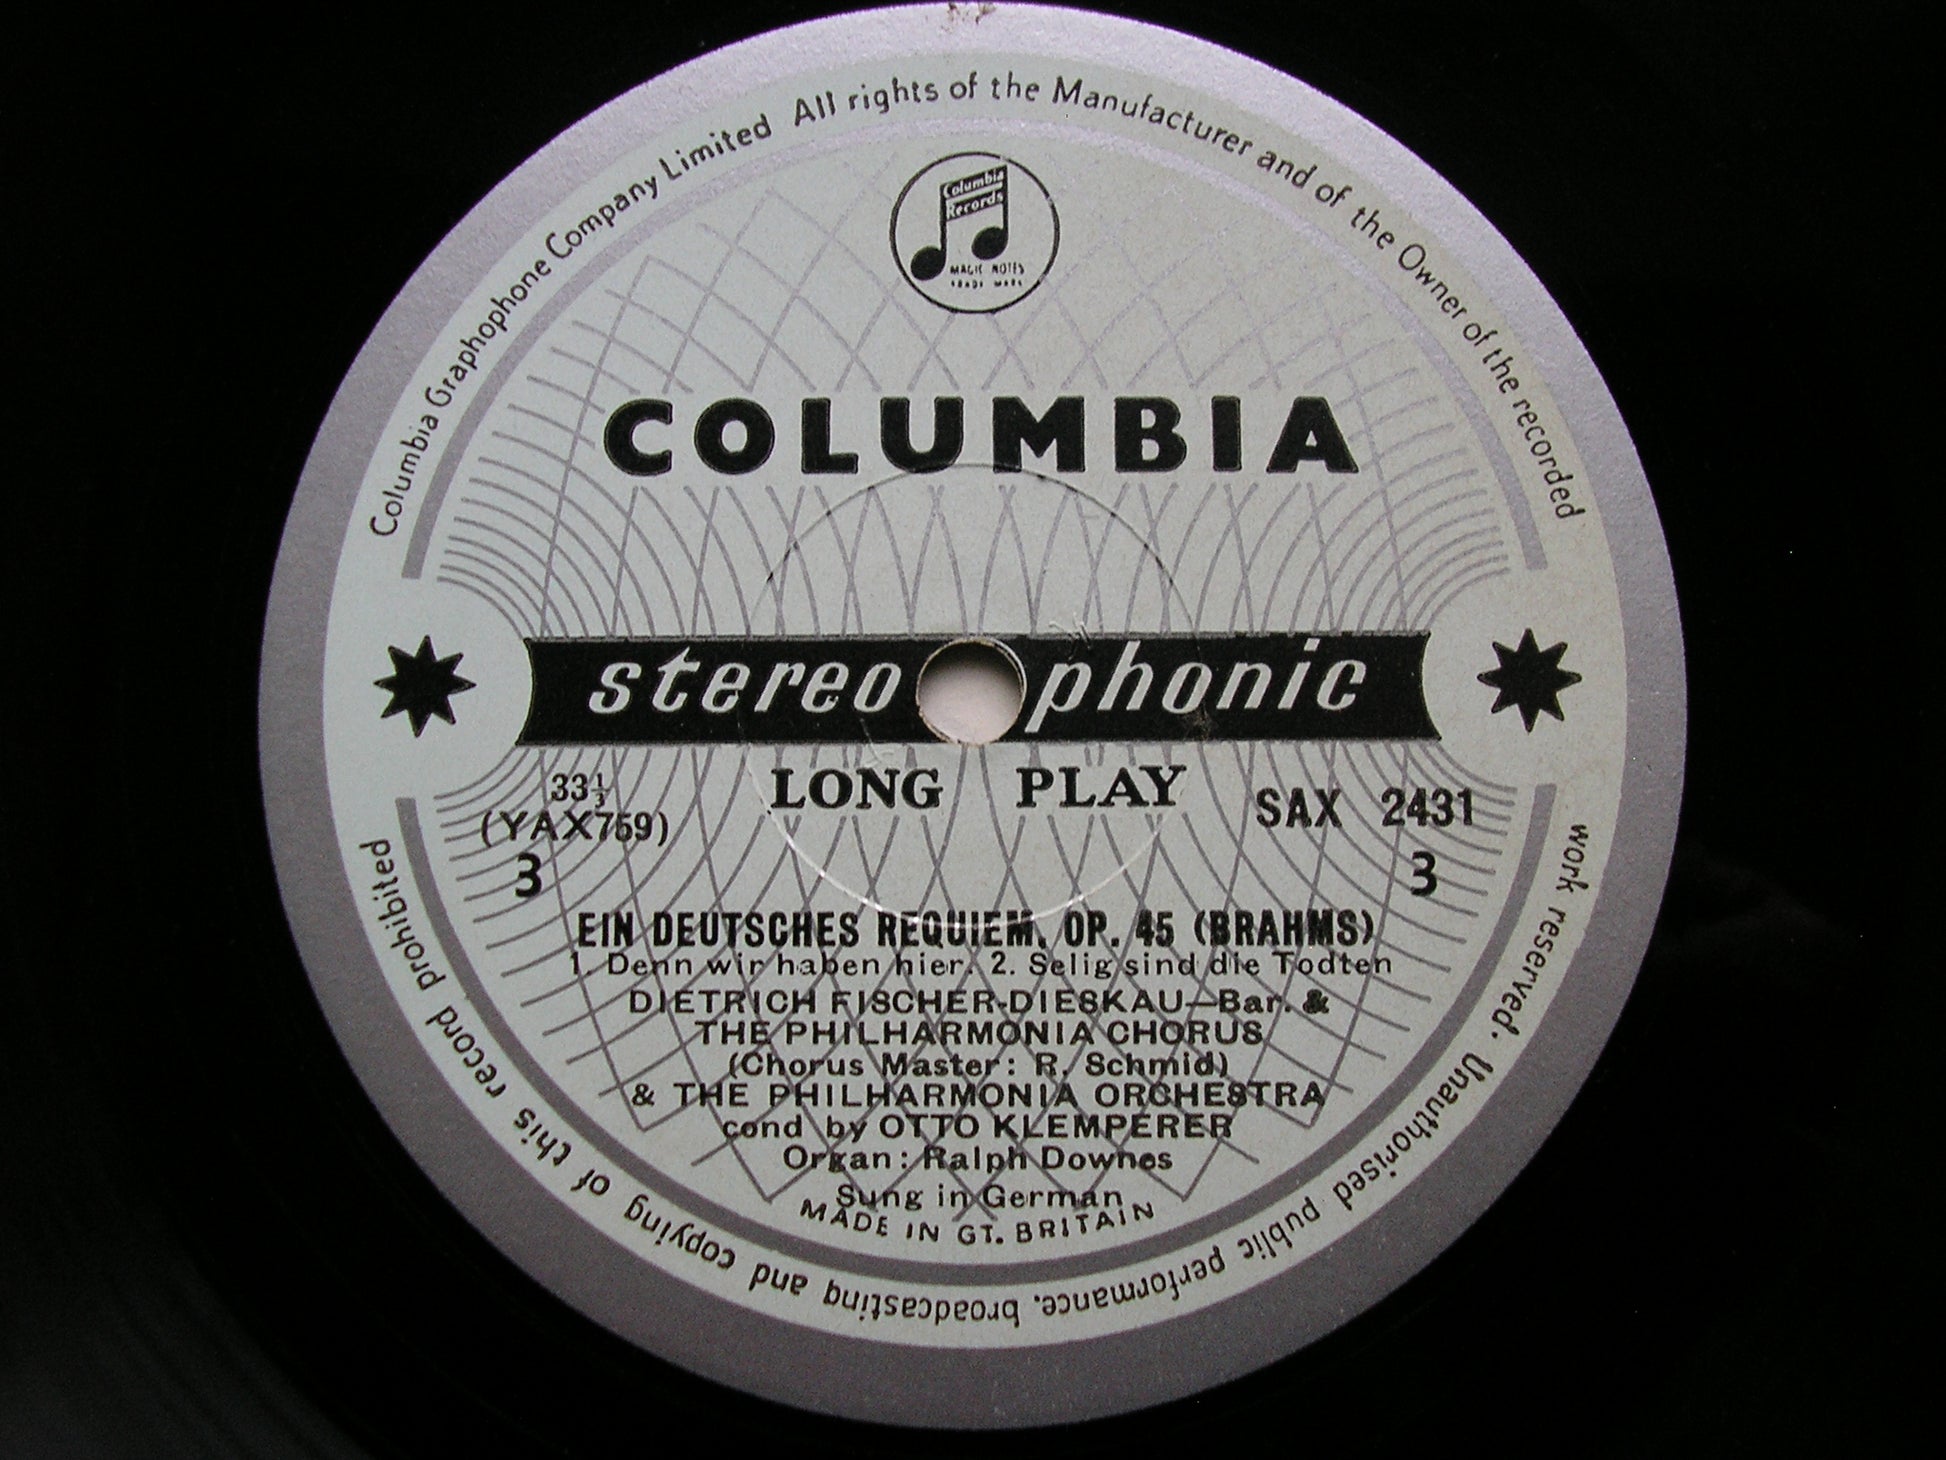 Columbia Graphophone Company Limited All rights of the Manufacturer and of the Owner of the recorded work reserved. Unauthorised public performance, broadcasting and copying of this record prohibited
Columbia
Records
MAGIC NOTES
TRADE MARK
COLUMBIA
stereophonic
LONG PLAY
33⅓
(YAX759)
3
SAX 2431
3
EIN DEUTSCHES REQUIEM, OP. 45 (BRAHMS)
1. Denn wir haben hier. 2. Selig sind die Todten
DIETRICH FISCHER-DIESKAU—Bar. &
THE PHILHARMONIA CHORUS
(Chorus Master: R. Schmid)
& THE PHILHARMONIA ORCHESTRA
cond by OTTO KLEMPERER
Organ: Ralph Downes
Sung in German
MADE IN GT. BRITAIN